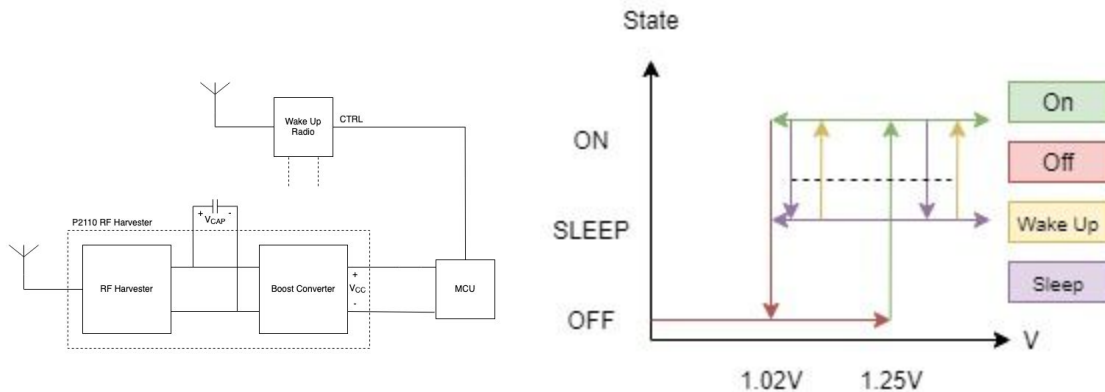 Wake Up
Radio
CTRL
+
VCAP
-
P2110 RF Harvester
RF Harvester
Boost Converter
+
VCC
-
MCU
State
ON
SLEEP
OFF
1.02V
1.25V
V
On
Off
Wake Up
Sleep